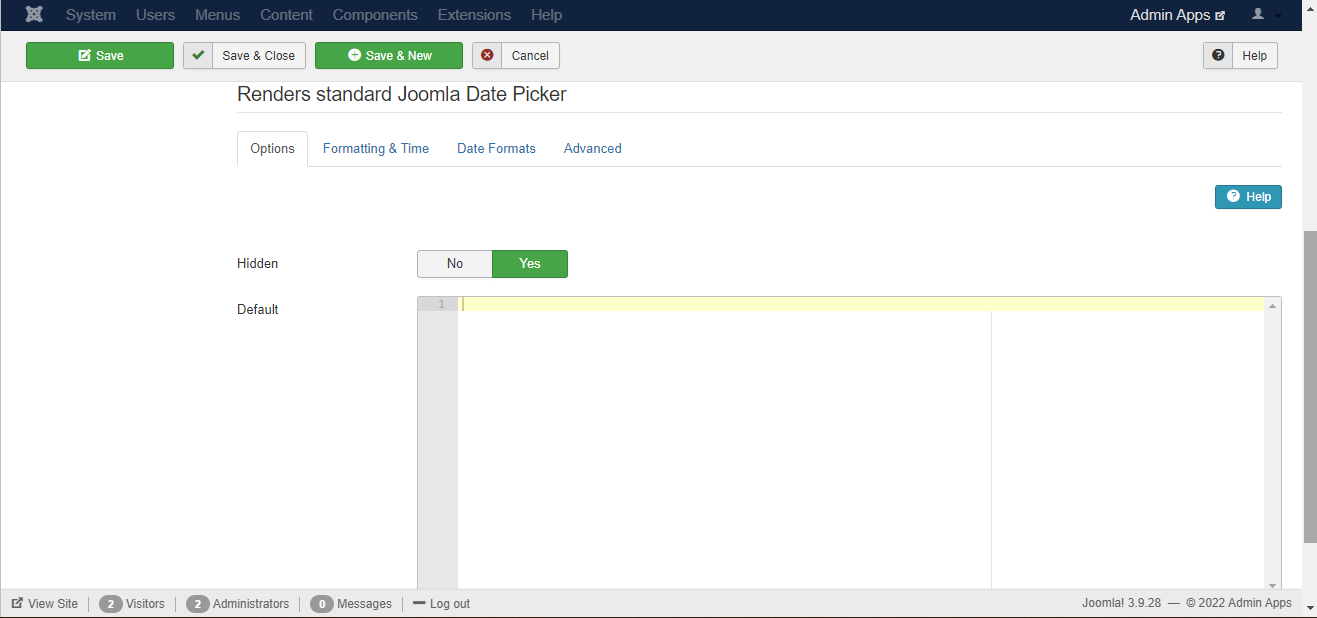 System Users Menus Content Components Extensions Help Admin Apps
Save Save & Close Save & New Cancel Help
Renders standard Joomla Date Picker
Options Formatting & Time Date Formats Advanced
Help
Hidden No Yes
Default 1
View Site 2 Visitors 2 Administrators 0 Messages Log out Joomla! 3.9.28 — © 2022 Admin Apps